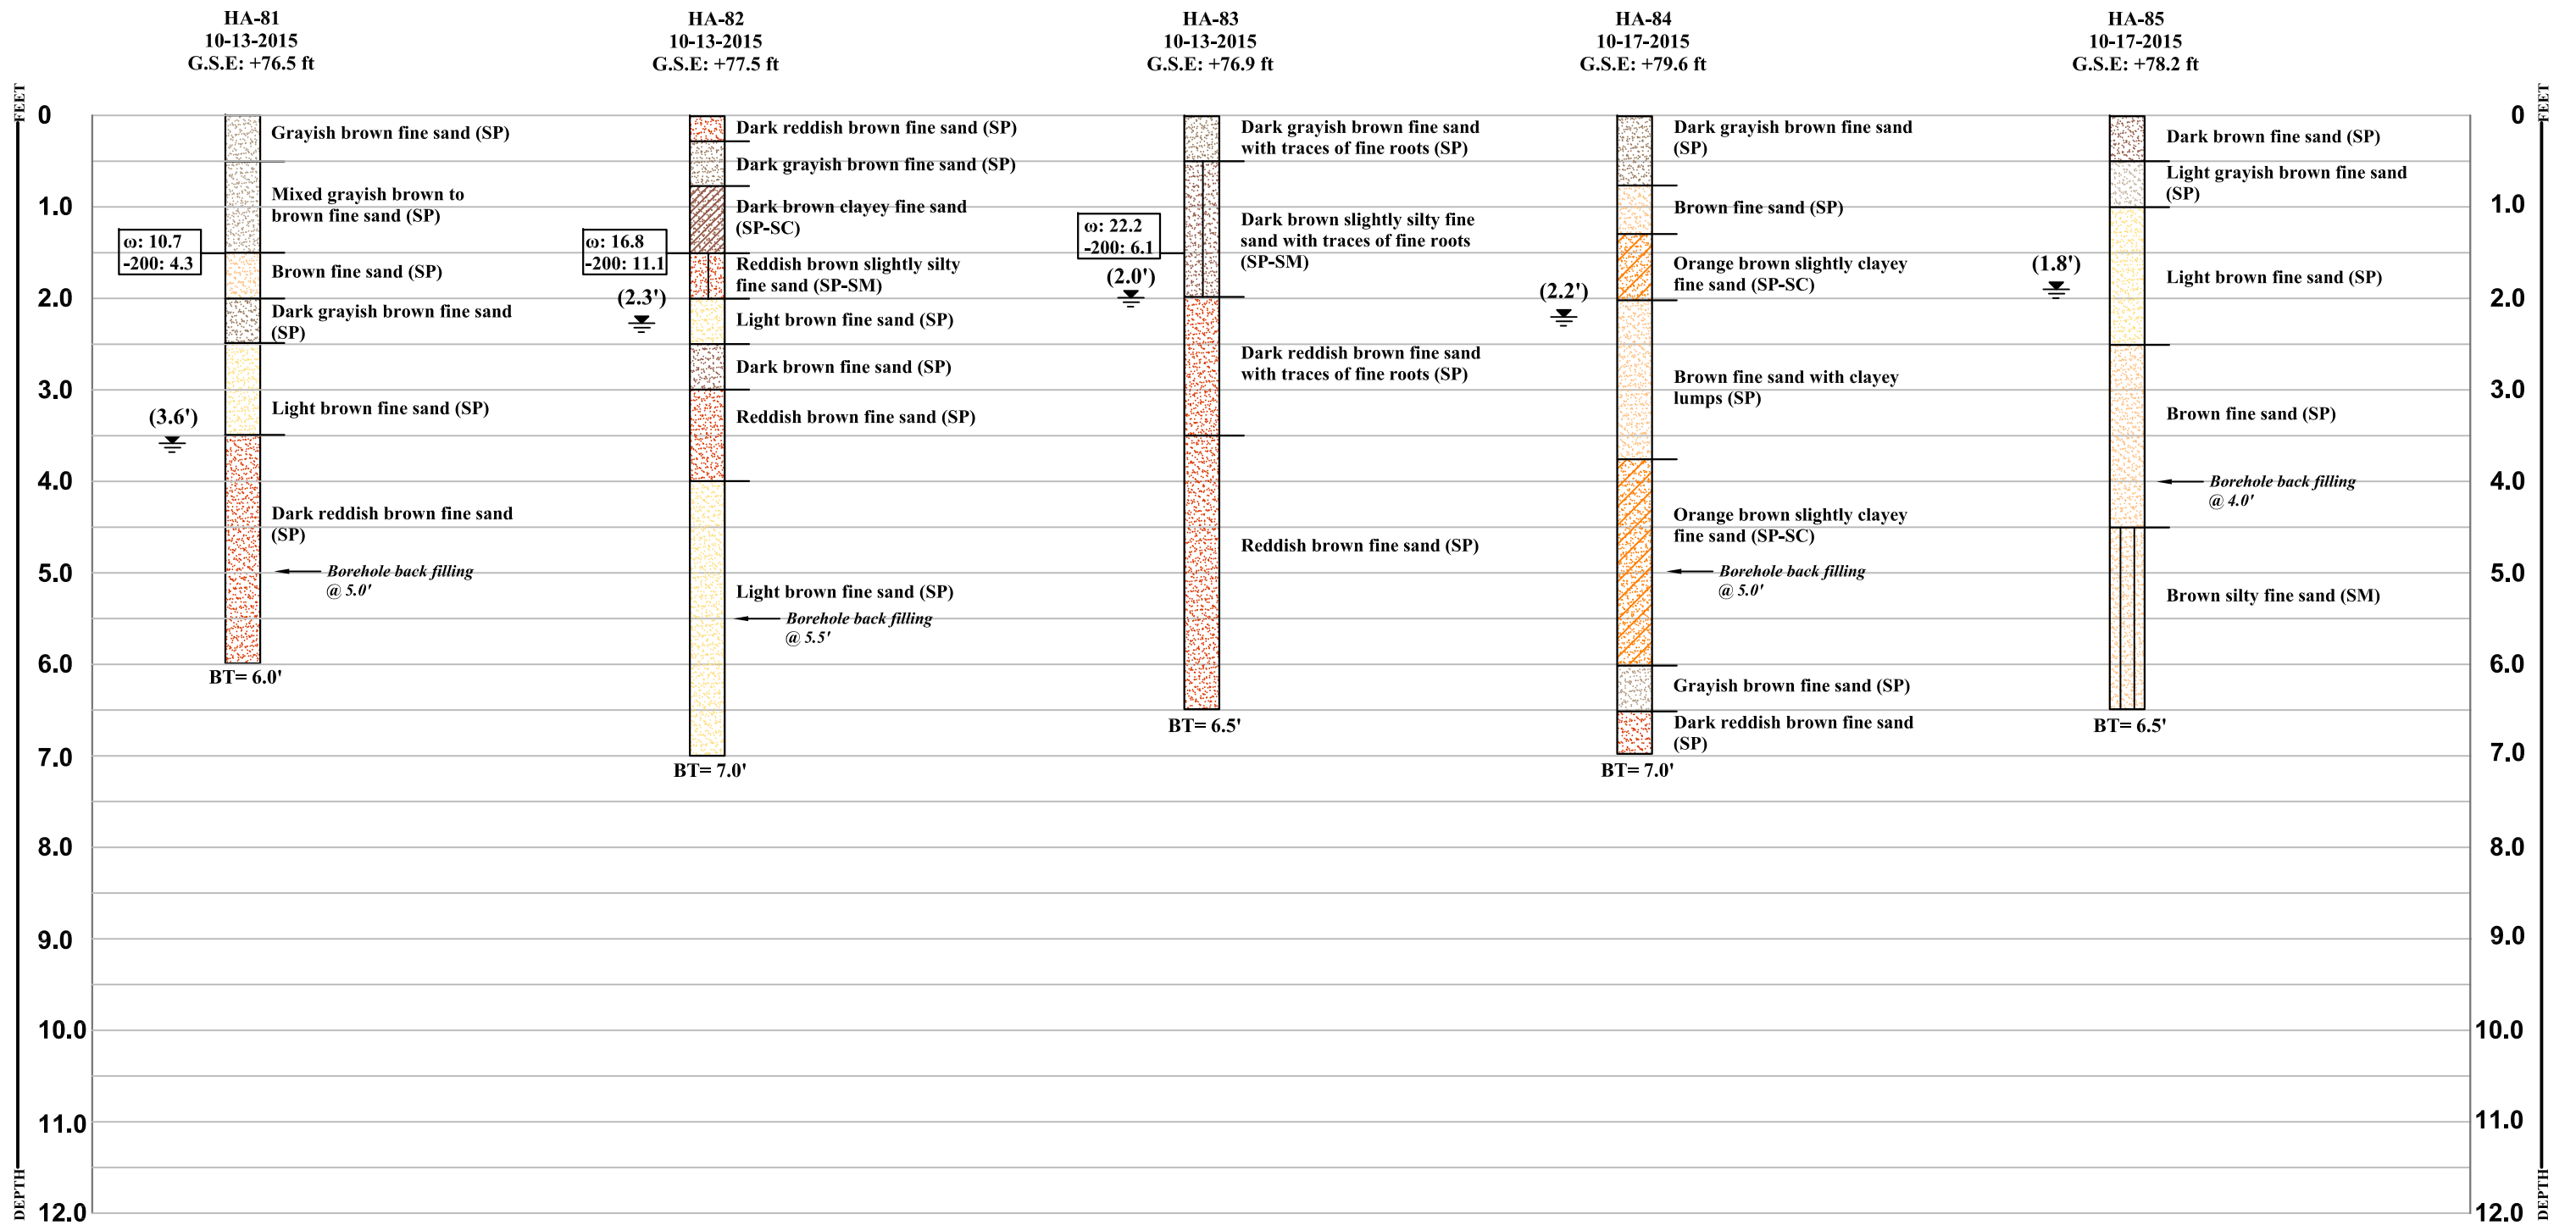 HA-81
10-13-2015
G.S.E: +76.5 ft
HA-82
10-13-2015
G.S.E: +77.5 ft
HA-83
10-13-2015
G.S.E: +76.9 ft
HA-84
10-17-2015
G.S.E: +79.6 ft
HA-85
10-17-2015
G.S.E: +78.2 ft
FEET
0
1.0
2.0
3.0
4.0
5.0
6.0
7.0
8.0
9.0
10.0
11.0
12.0
DEPTH
Grayish brown fine sand (SP)
Mixed grayish brown to
brown fine sand (SP)
ω: 10.7
-200: 4.3
Brown fine sand (SP)
Dark grayish brown fine sand
(SP)
Light brown fine sand (SP)
(3.6')
Dark reddish brown fine sand
(SP)
Borehole back filling
@ 5.0'
BT= 6.0'
Dark reddish brown fine sand (SP)
Dark grayish brown fine sand (SP)
Dark brown clayey fine sand
(SP-SC)
ω: 16.8
-200: 11.1
Reddish brown slightly silty
fine sand (SP-SM)
(2.3')
Light brown fine sand (SP)
Dark brown fine sand (SP)
Reddish brown fine sand (SP)
Light brown fine sand (SP)
Borehole back filling
@ 5.5'
BT= 7.0'
Dark grayish brown fine sand
with traces of fine roots (SP)
ω: 22.2
-200: 6.1
Dark brown slightly silty fine
sand with traces of fine roots
(SP-SM)
(2.0')
Dark reddish brown fine sand
with traces of fine roots (SP)
Reddish brown fine sand (SP)
BT= 6.5'
Dark grayish brown fine sand
(SP)
Brown fine sand (SP)
Orange brown slightly clayey
fine sand (SP-SC)
(2.2')
Brown fine sand with clayey
lumps (SP)
Orange brown slightly clayey
fine sand (SP-SC)
Borehole back filling
@ 5.0'
Grayish brown fine sand (SP)
Dark reddish brown fine sand
(SP)
BT= 7.0'
Dark brown fine sand (SP)
Light grayish brown fine sand
(SP)
(1.8')
Light brown fine sand (SP)
Brown fine sand (SP)
Borehole back filling
@ 4.0'
Brown silty fine sand (SM)
BT= 6.5'
FEET
0
1.0
2.0
3.0
4.0
5.0
6.0
7.0
8.0
9.0
10.0
11.0
12.0
DEPTH